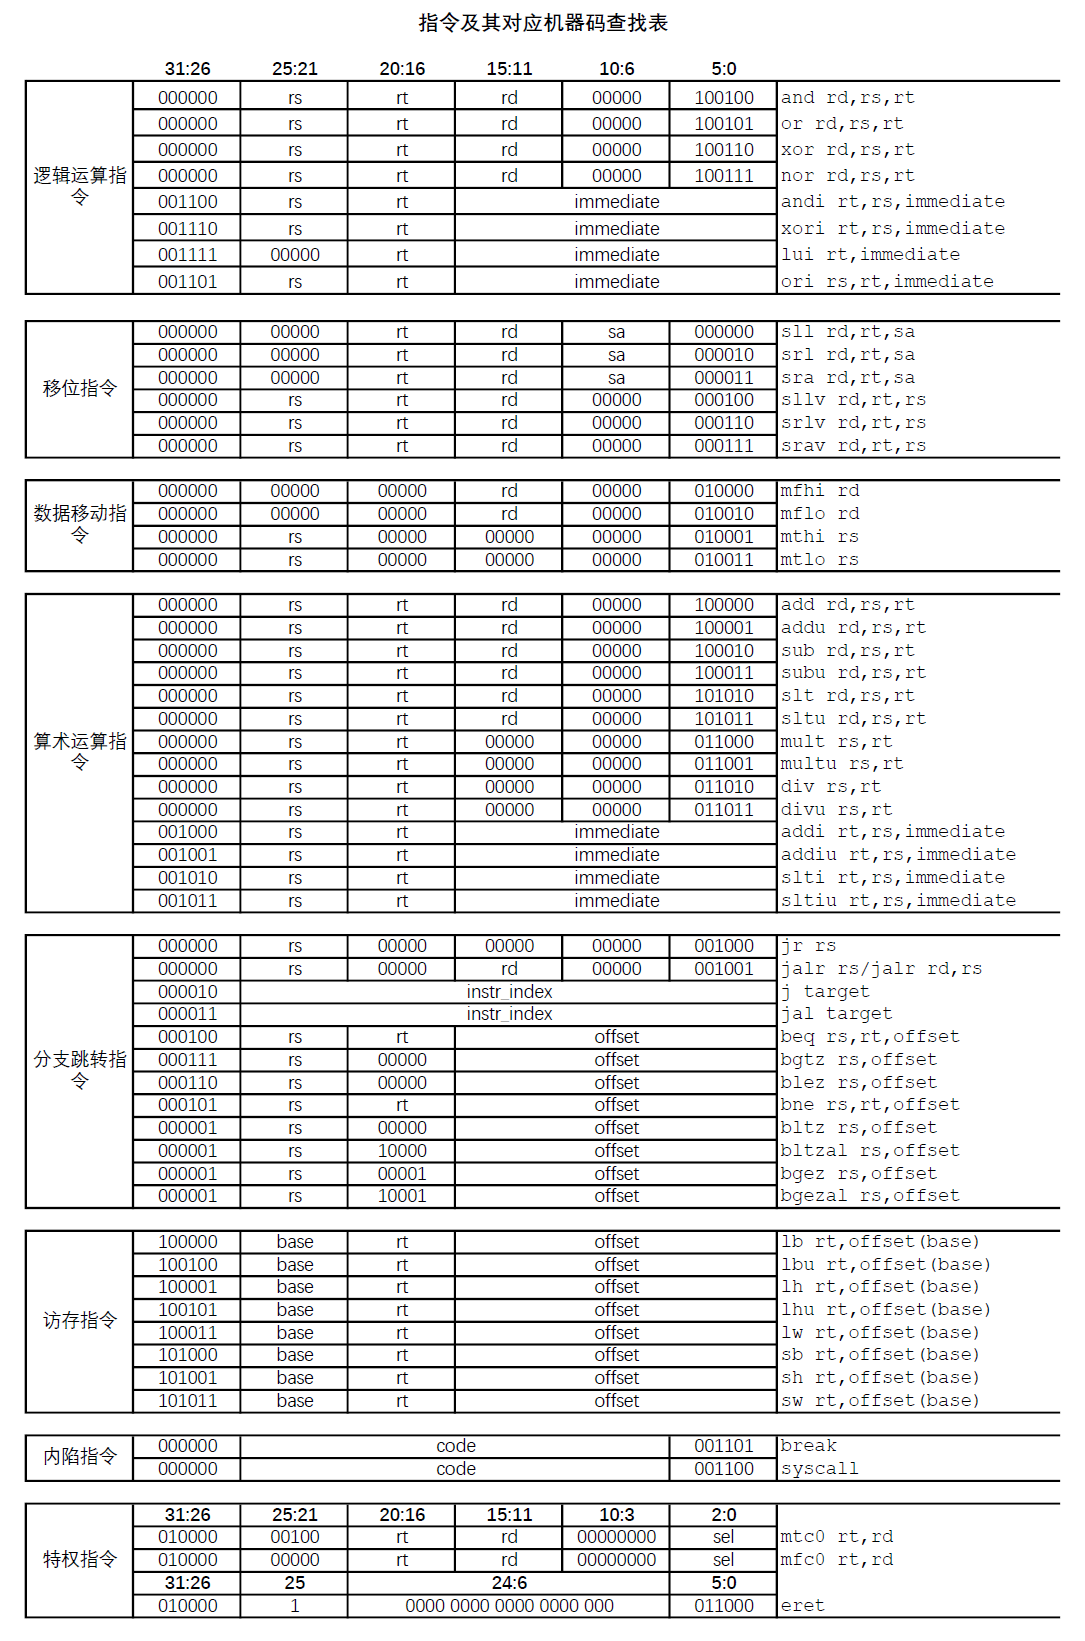 指令及其对应机器码查找表
31:26 25:21 20:16 15:11 10:6 5:0
逻辑运算指令
000000 rs rt rd 00000 100100 and rd,rs,rt
000000 rs rt rd 00000 100101 or rd,rs,rt
000000 rs rt rd 00000 100110 xor rd,rs,rt
000000 rs rt rd 00000 100111 nor rd,rs,rt
001100 rs rt immediate andi rt,rs,immediate
001110 rs rt immediate xori rt,rs,immediate
001111 00000 rt immediate lui rt,immediate
001101 rs rt immediate ori rs,rt,immediate
移位指令
000000 00000 rt rd sa 000000 sll rd,rt,sa
000000 00000 rt rd sa 000010 srl rd,rt,sa
000000 00000 rt rd sa 000011 sra rd,rt,sa
000000 rs rt rd 00000 000100 sllv rd,rt,rs
000000 rs rt rd 00000 000110 srlv rd,rt,rs
000000 rs rt rd 00000 000111 srav rd,rt,rs
数据移动指令
000000 00000 00000 rd 00000 010000 mfhi rd
000000 00000 00000 rd 00000 010010 mflo rd
000000 rs 00000 00000 00000 010001 mthi rs
000000 rs 00000 00000 00000 010011 mtlo rs
算术运算指令
000000 rs rt rd 00000 100000 add rd,rs,rt
000000 rs rt rd 00000 100001 addu rd,rs,rt
000000 rs rt rd 00000 100010 sub rd,rs,rt
000000 rs rt rd 00000 100011 subu rd,rs,rt
000000 rs rt rd 00000 101010 slt rd,rs,rt
000000 rs rt rd 00000 101011 sltu rd,rs,rt
000000 rs rt 00000 00000 011000 mult rs,rt
000000 rs rt 00000 00000 011001 multu rs,rt
000000 rs rt 00000 00000 011010 div rs,rt
000000 rs rt 00000 00000 011011 divu rs,rt
001000 rs rt immediate addi rt,rs,immediate
001001 rs rt immediate addiu rt,rs,immediate
001010 rs rt immediate slti rt,rs,immediate
001011 rs rt immediate sltiu rt,rs,immediate
分支跳转指令
000000 rs 00000 00000 00000 001000 jr rs
000000 rs 00000 rd 00000 001001 jalr rs/jalr rd,rs
000010 instr_index j target
000011 instr_index jal target
000100 rs rt offset beq rs,rt,offset
000111 rs 00000 offset bgtz rs,offset
000110 rs 00000 offset blez rs,offset
000101 rs rt offset bne rs,rt,offset
000001 rs 00000 offset bltz rs,offset
000001 rs 10000 offset bltzal rs,offset
000001 rs 00001 offset bgez rs,offset
000001 rs 10001 offset bgezal rs,offset
访存指令
100000 base rt offset lb rt,offset(base)
100100 base rt offset lbu rt,offset(base)
100001 base rt offset lh rt,offset(base)
100101 base rt offset lhu rt,offset(base)
100011 base rt offset lw rt,offset(base)
101000 base rt offset sb rt,offset(base)
101001 base rt offset sh rt,offset(base)
101011 base rt offset sw rt,offset(base)
内陷指令
000000 code 001101 break
000000 code 001100 syscall
特权指令
31:26 25:21 20:16 15:11 10:3 2:0
010000 00100 rt rd 00000000 sel mtc0 rt,rd
010000 00000 rt rd 00000000 sel mfc0 rt,rd
31:26 25 24:6 5:0
010000 1 0000 0000 0000 0000 000 011000 eret